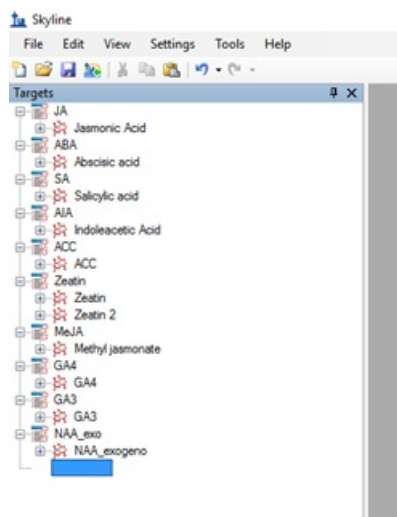 Skyline
File Edit View Settings Tools Help
Targets
JA
Jasmonic Acid
ABA
Abscisic acid
SA
Salicylic acid
AIA
Indoleacetic Acid
ACC
ACC
Zeatin
Zeatin
Zeatin 2
MeJA
Methyl jasmonate
GA4
GA4
GA3
GA3
NAA_exo
NAA_exogeno